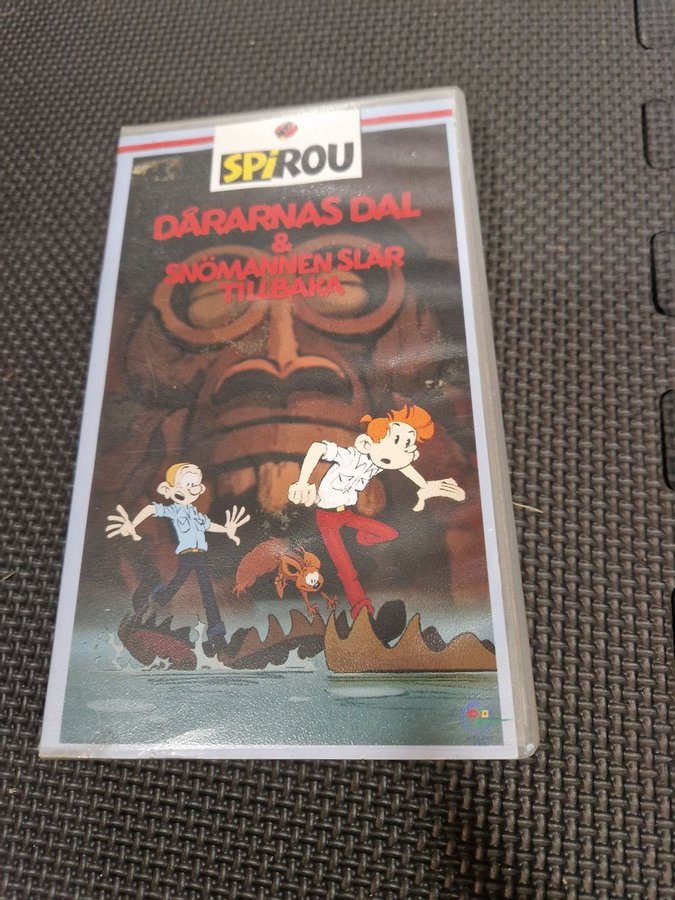 SPiROU
DÅRARNAS DAL
&
SNÖMANNEN SLÅR
TILLBAKA